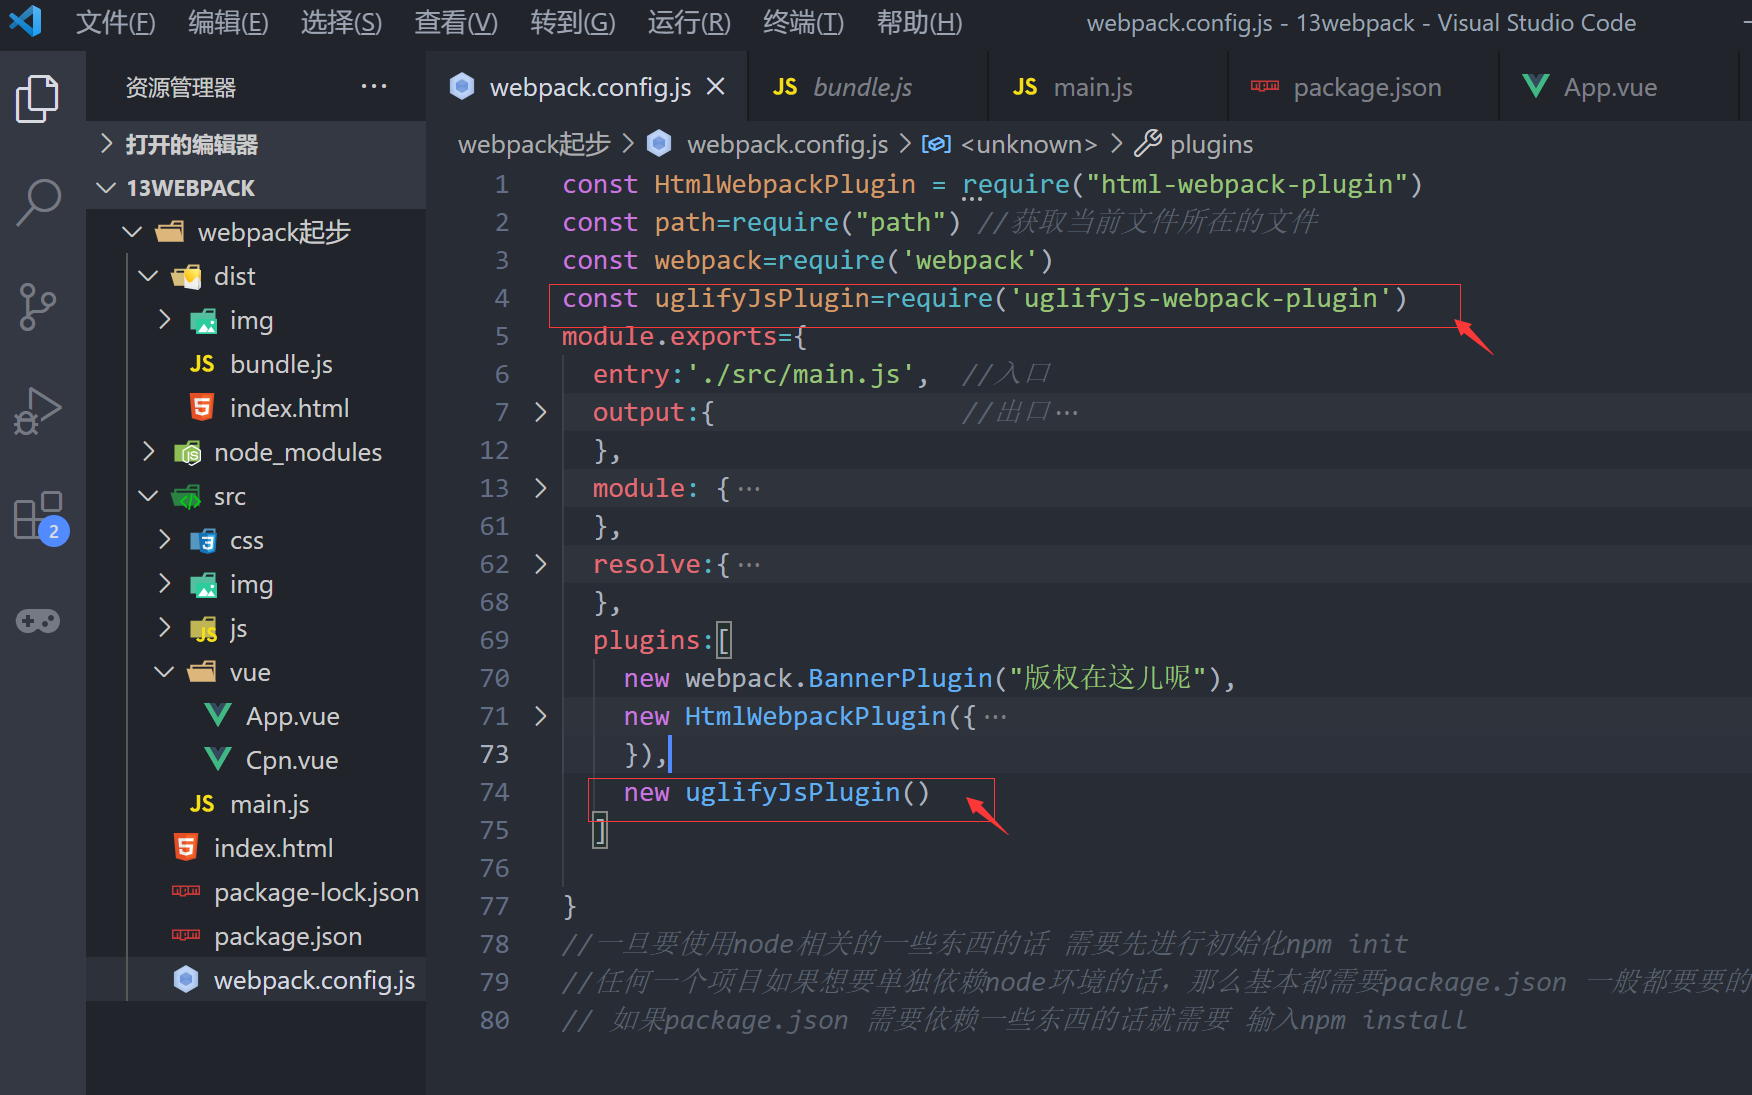 文件(F) 编辑(E) 选择(S) 查看(V) 转到(G) 运行(R) 终端(T) 帮助(H) webpack.config.js - 13webpack - Visual Studio Code
资源管理器 ···
webpack.config.js JS bundle.js JS main.js package.json App.vue
打开的编辑器
webpack起步 > webpack.config.js > <unknown> > plugins
13WEBPACK
webpack起步
dist
img
JS bundle.js
index.html
node_modules
src
css
img
js
vue
App.vue
Cpn.vue
JS main.js
index.html
package-lock.json
package.json
webpack.config.js
2
1 const HtmlWebpackPlugin = require("html-webpack-plugin")
2 const path=require("path") //获取当前文件所在的文件
3 const webpack=require('webpack')
4 const uglifyJsPlugin=require('uglifyjs-webpack-plugin')
5 module.exports={
6 entry:'./src/main.js', //入口
7 output:{ //出口···
12 },
13 module: {···
61 },
62 resolve:{···
68 },
69 plugins:[
70 new webpack.BannerPlugin("版权在这儿呢"),
71 new HtmlWebpackPlugin({···
73 }),
74 new uglifyJsPlugin()
75 ]
76
77 }
78 //一旦要使用node相关的一些东西的话 需要先进行初始化npm init
79 //任何一个项目如果想要单独依赖node环境的话，那么基本都需要package.json 一般都要要的
80 // 如果package.json 需要依赖一些东西的话就需要 输入npm install